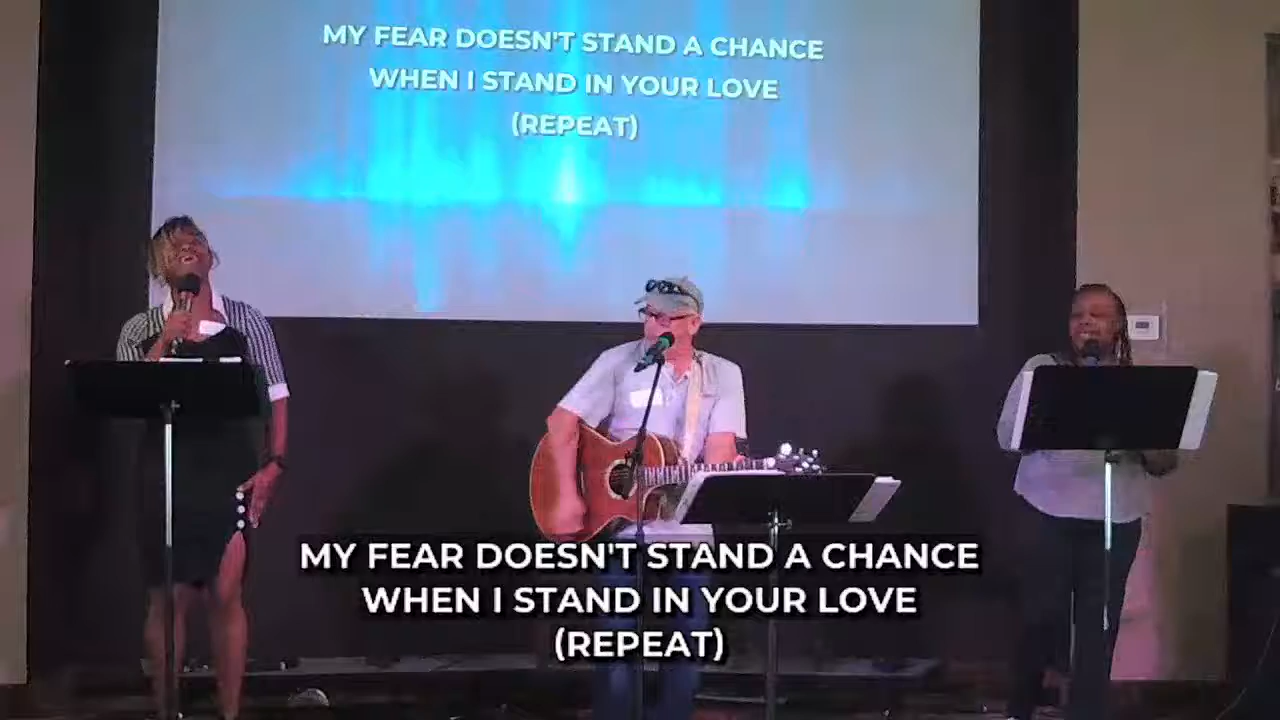 MY FEAR DOESN'T STAND A CHANCE
WHEN I STAND IN YOUR LOVE
(REPEAT)
MY FEAR DOESN'T STAND A CHANCE
WHEN I STAND IN YOUR LOVE
(REPEAT)